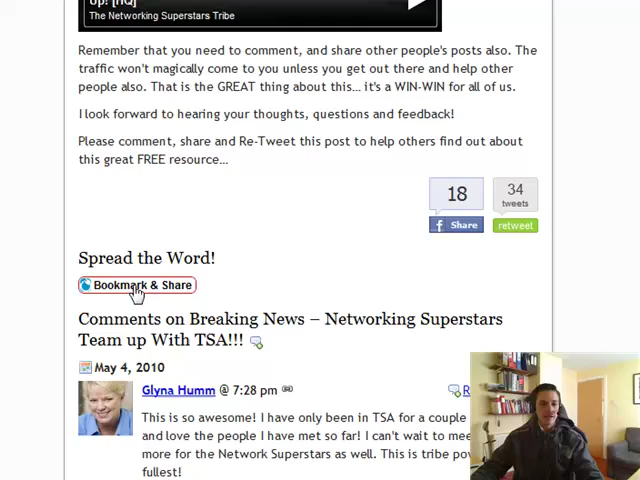 Up! [HQ]
The Networking Superstars Tribe
Remember that you need to comment, and share other people's posts also. The
traffic won't magically come to you unless you get out there and help other
people also. That is the GREAT thing about this… it's a WIN-WIN for all of us.
I look forward to hearing your thoughts, questions and feedback!
Please comment, share and Re-Tweet this post to help others find out about
this great FREE resource…
18
34
tweets
Share
retweet
Spread the Word!
Bookmark & Share
Comments on Breaking News – Networking Superstars
Team up With TSA!!!
May 4, 2010
Glyna Humm @ 7:28 pm
This is so awesome! I have only been in TSA for a couple
and love the people I have met so far! I can't wait to
more for the Network Superstars as well. This is tribe
fullest!